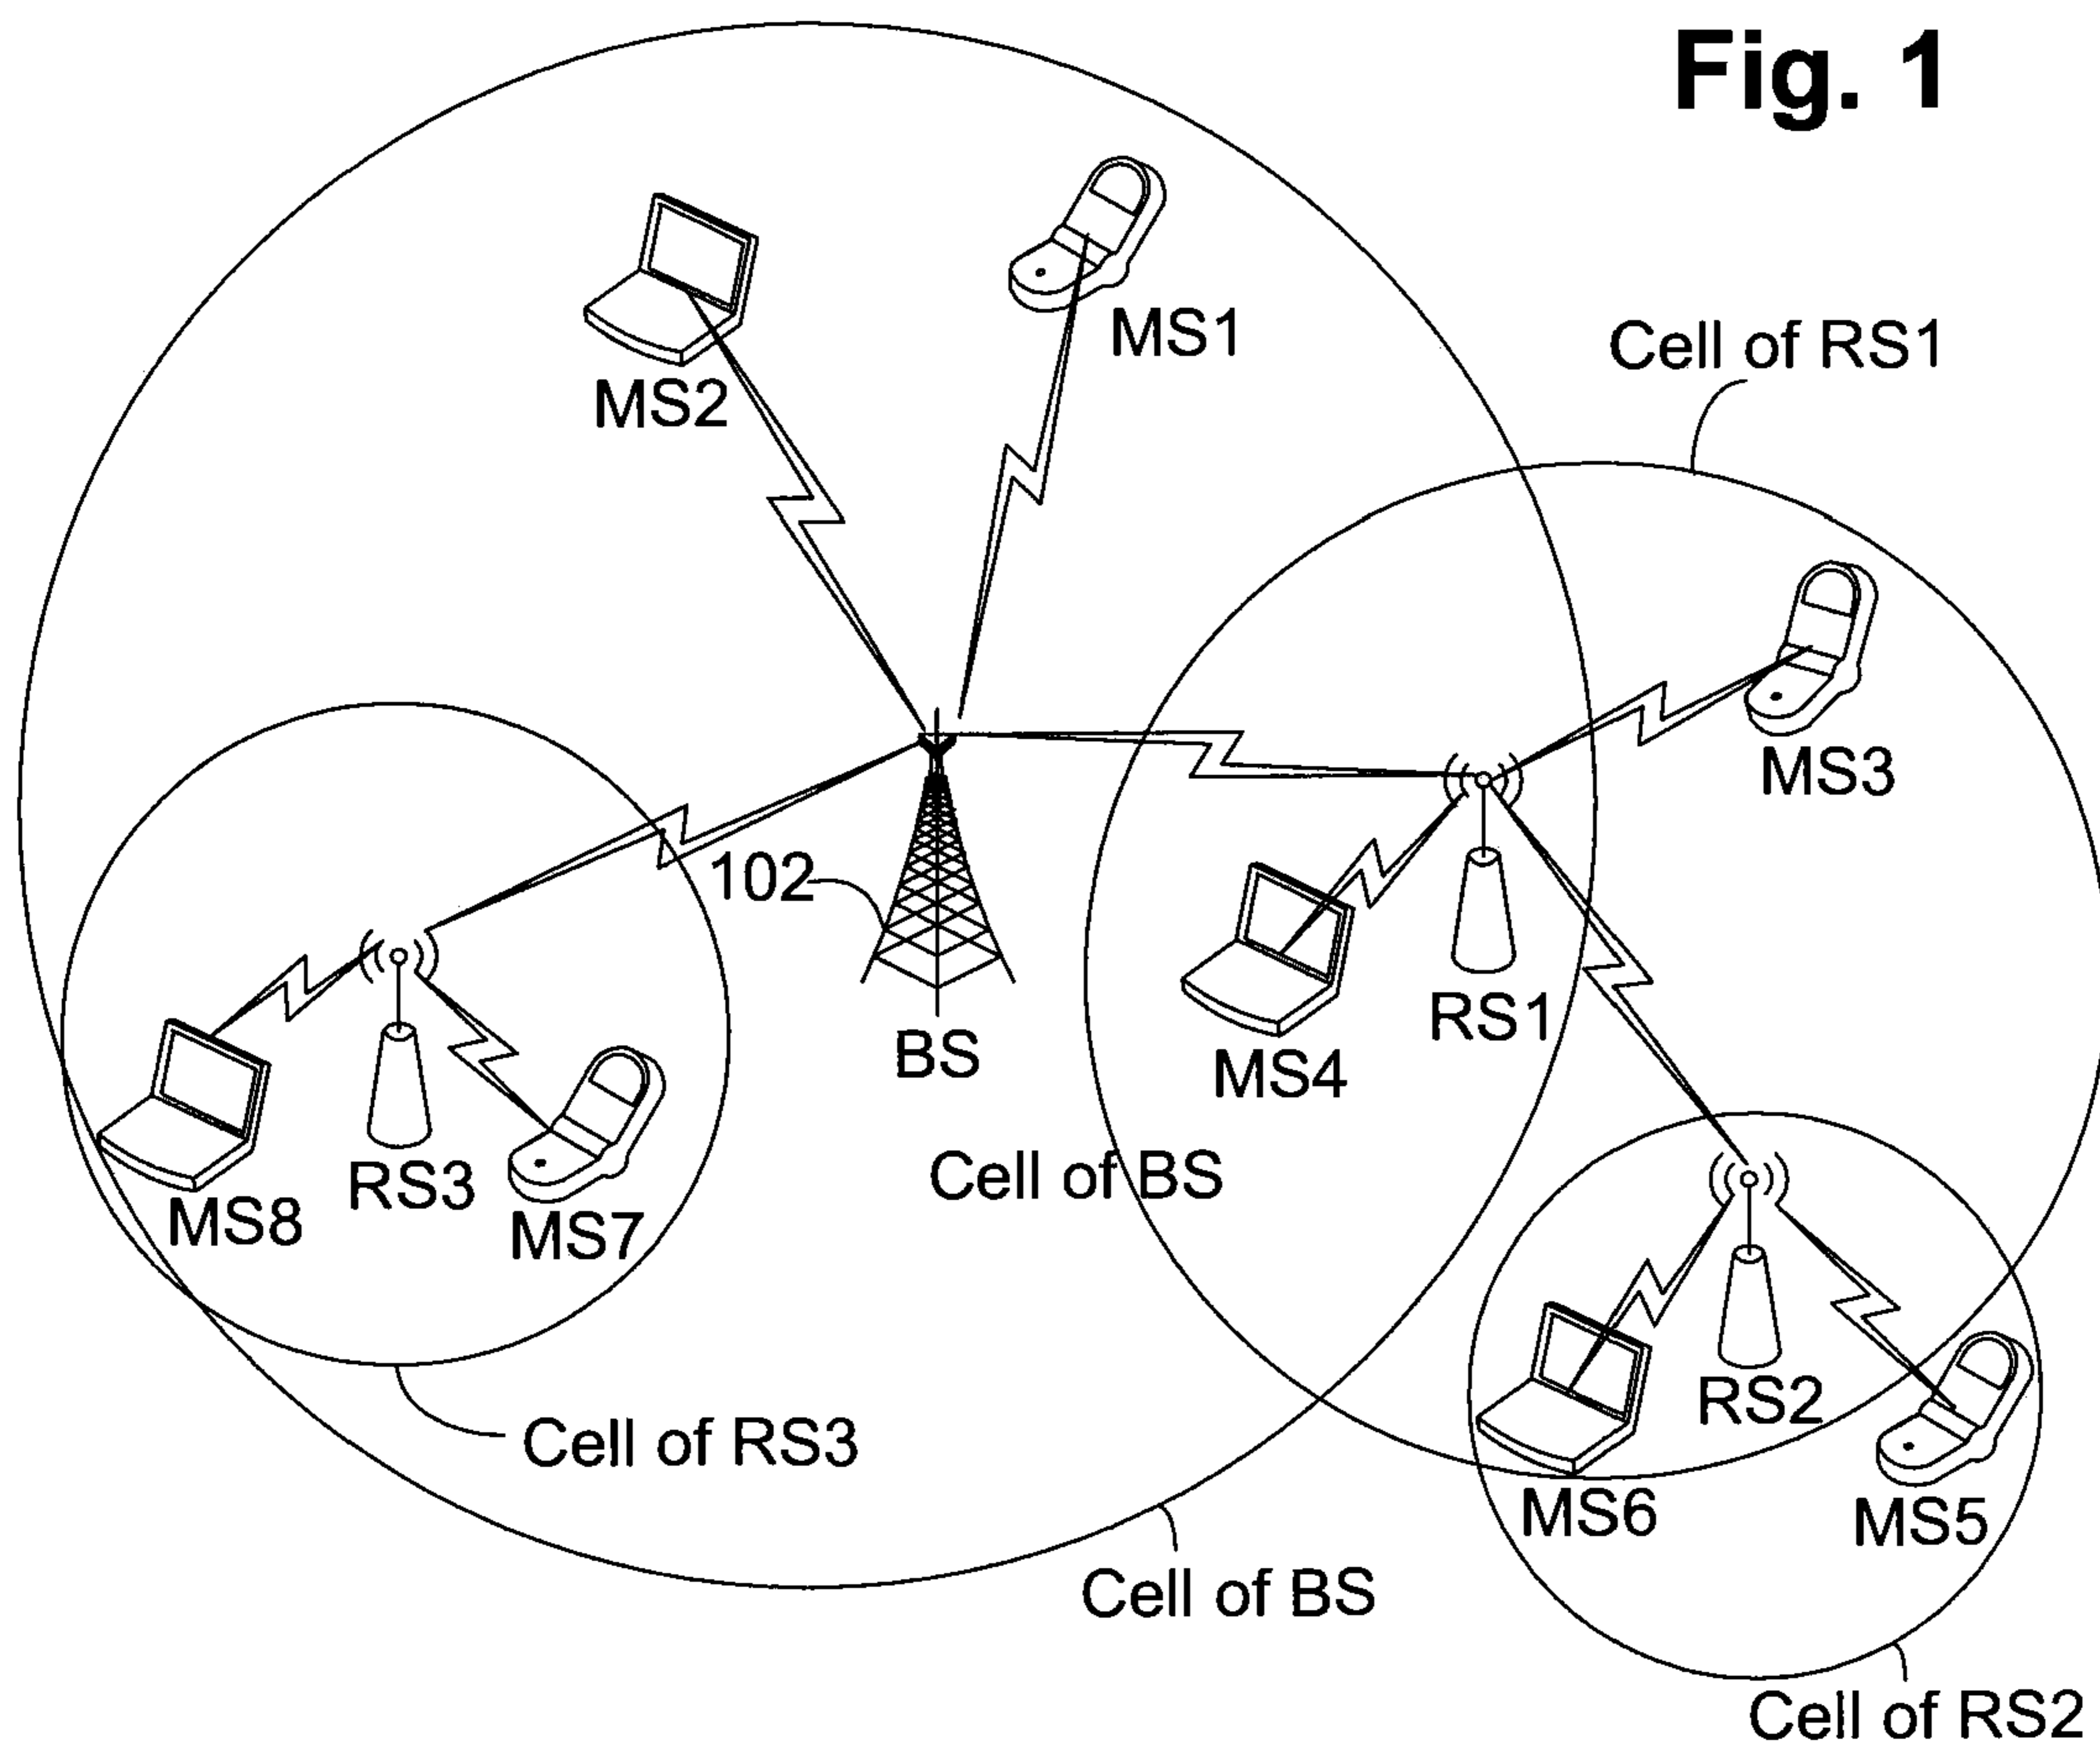 Fig. 1
MS1
MS2
Cell of RS1
MS3
102
BS
RS1
MS4
Cell of BS
RS3
MS8
MS7
RS2
Cell of RS3
MS6
MS5
Cell of BS
Cell of RS2